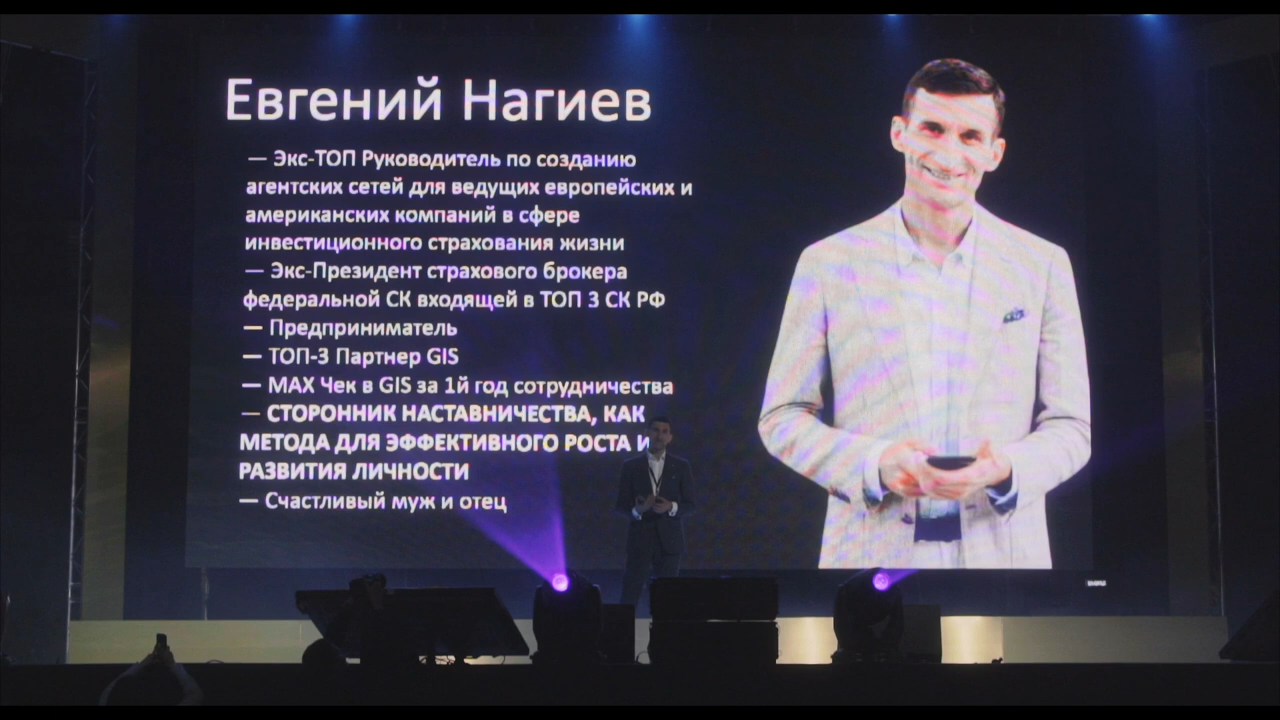 Евгений Нагиев
— Экс-ТОП Руководитель по созданию
агентских сетей для ведущих европейских и
американских компаний в сфере
инвестиционного страхования жизни
— Экс-Президент страхового брокера
федеральной СК входящей в ТОП 3 СК РФ
— Предприниматель
— ТОП-3 Партнер GIS
— MAX Чек в GIS за 1й год сотрудничества
— СТОРОННИК НАСТАВНИЧЕСТВА, КАК
МЕТОДА ДЛЯ ЭФФЕКТИВНОГО РОСТА И
РАЗВИТИЯ ЛИЧНОСТИ
— Счастливый муж и отец